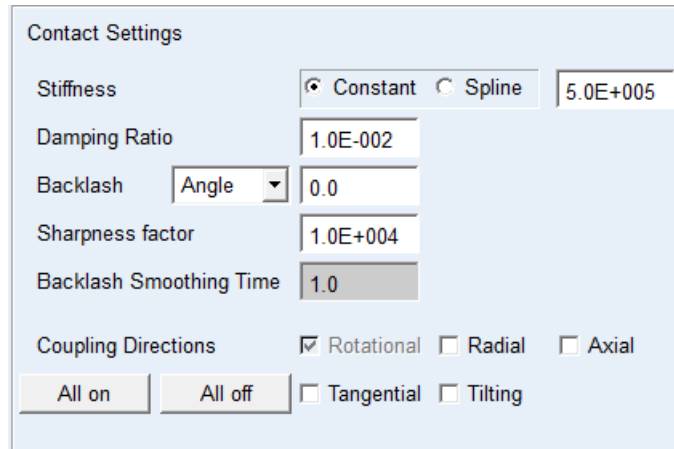 Contact Settings
Stiffness Constant Spline 5.0E+005
Damping Ratio 1.0E-002
Backlash Angle 0.0
Sharpness factor 1.0E+004
Backlash Smoothing Time 1.0
Coupling Directions Rotational Radial Axial
All on All off Tangential Tilting